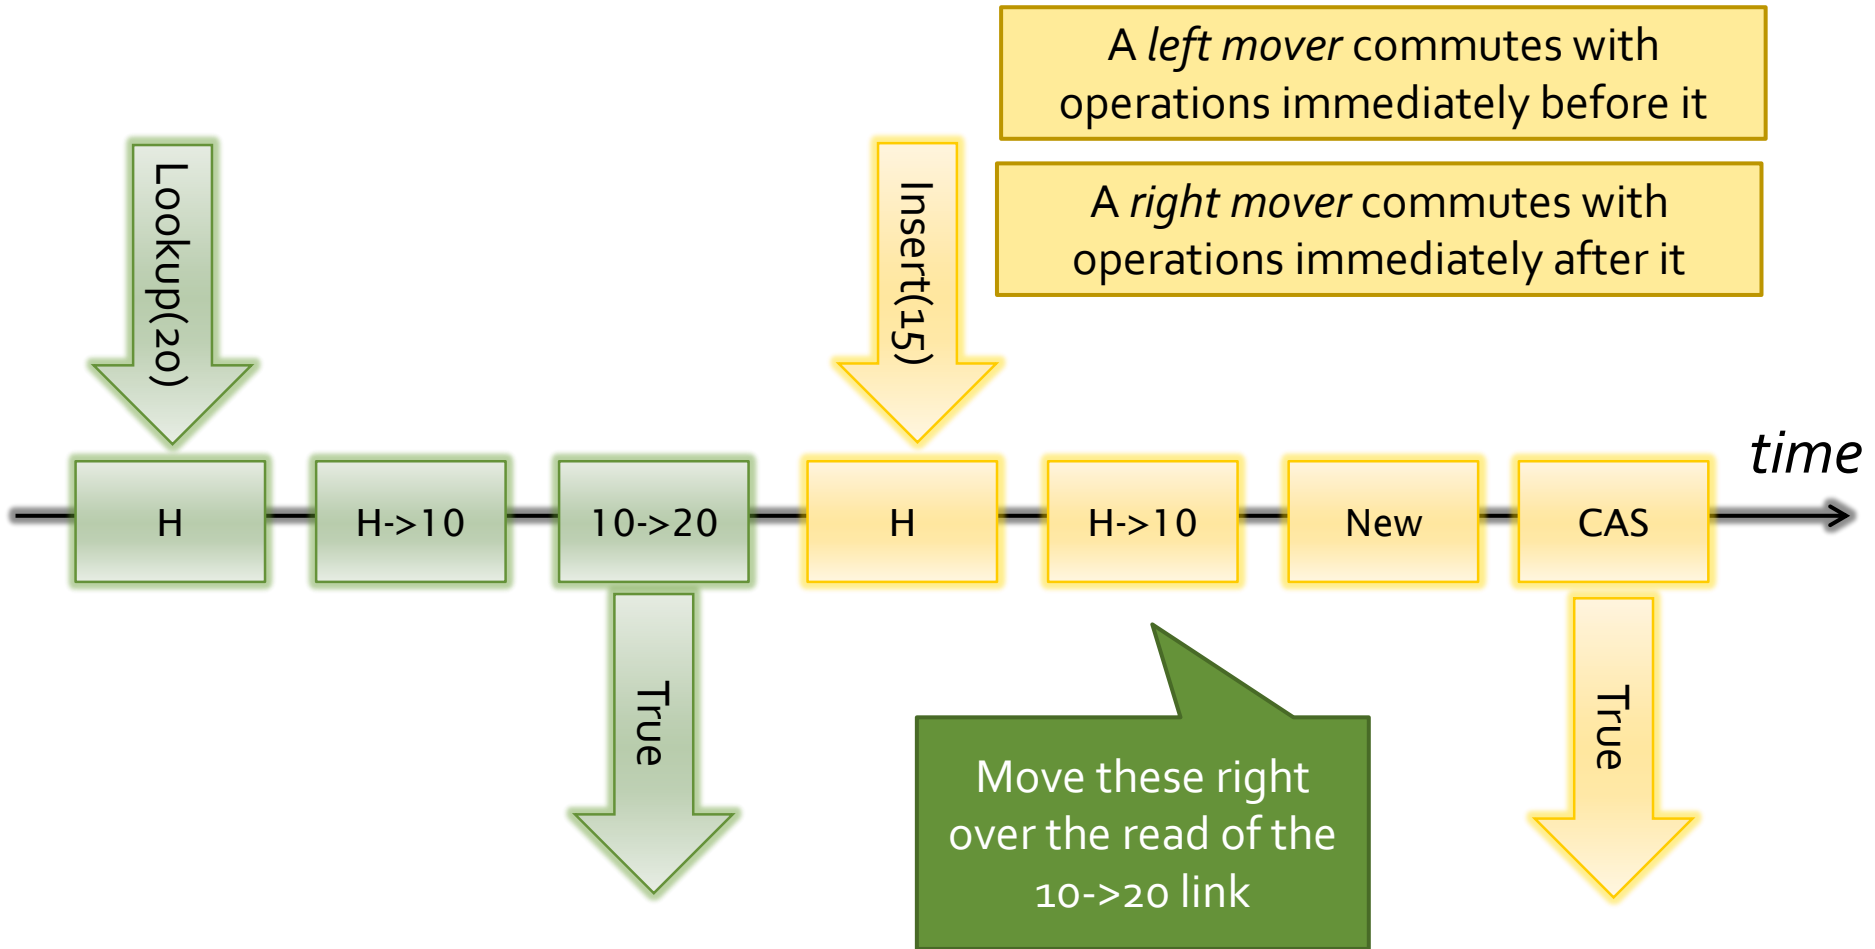 A left mover commutes with
operations immediately before it
A right mover commutes with
operations immediately after it
Lookup(20)
Insert(15)
time
H
H->10
10->20
H
H->10
New
CAS
True
True
Move these right
over the read of the
10->20 link